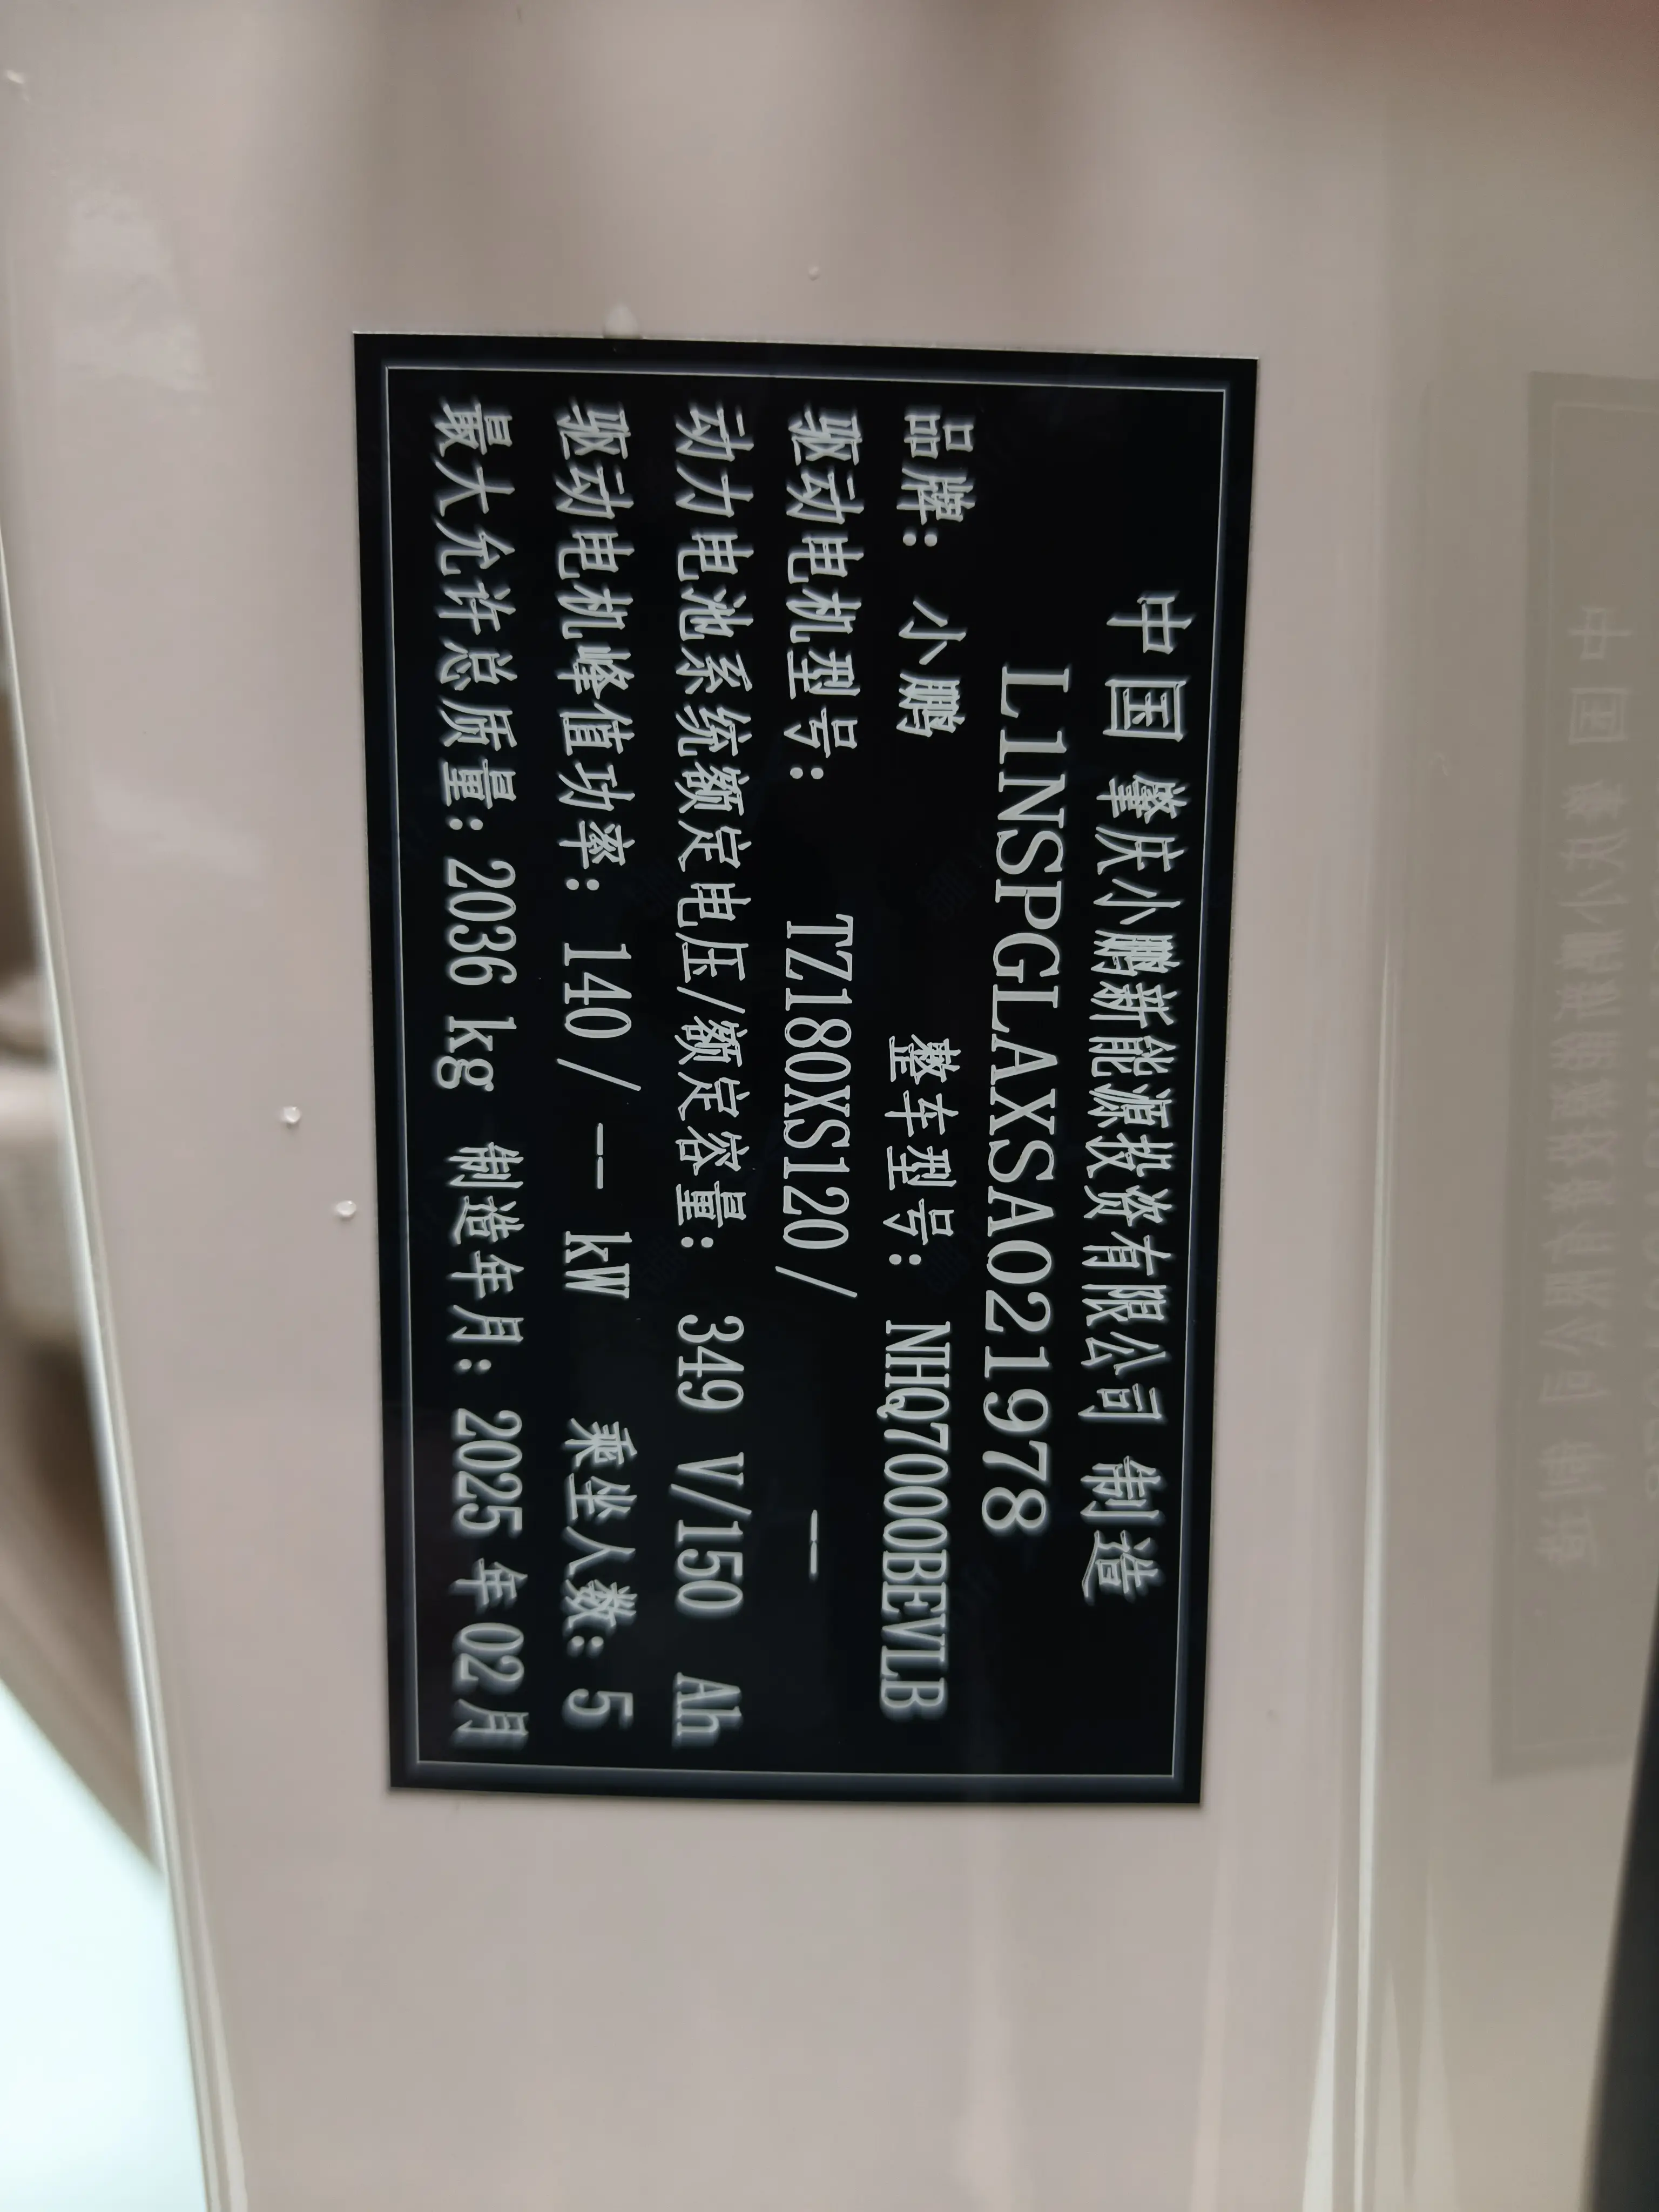 中国 肇庆小鹏新能源投资有限公司 制造
L1NSPGLAXSA021978
品牌: 小鹏 整车型号: NHQ7000BEVLB
驱动电机型号: TZ180XS120 / --
动力电池系统额定电压/额定容量: 349 V/150 Ah
驱动电机峰值功率: 140 / -- kW 乘坐人数: 5
最大允许总质量: 2036 kg 制造年月: 2025 年 02 月